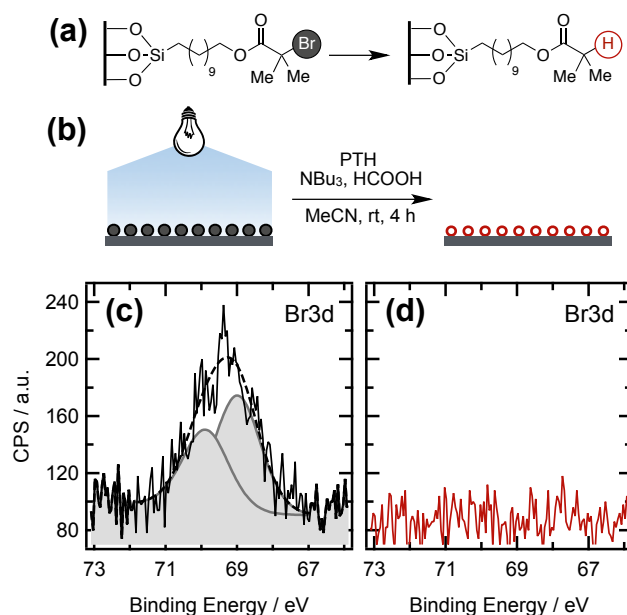 (a)
O
O
O
Si
9
O
O
Br
Me Me
O
O
O
Si
9
O
O
H
Me Me
(b)
PTH
NBu₃, HCOOH
MeCN, rt, 4 h
(c)
Br3d
(d)
Br3d
CPS / a.u.
240
200
160
120
80
73 71 69 67
73 71 69 67
Binding Energy / eV
Binding Energy / eV